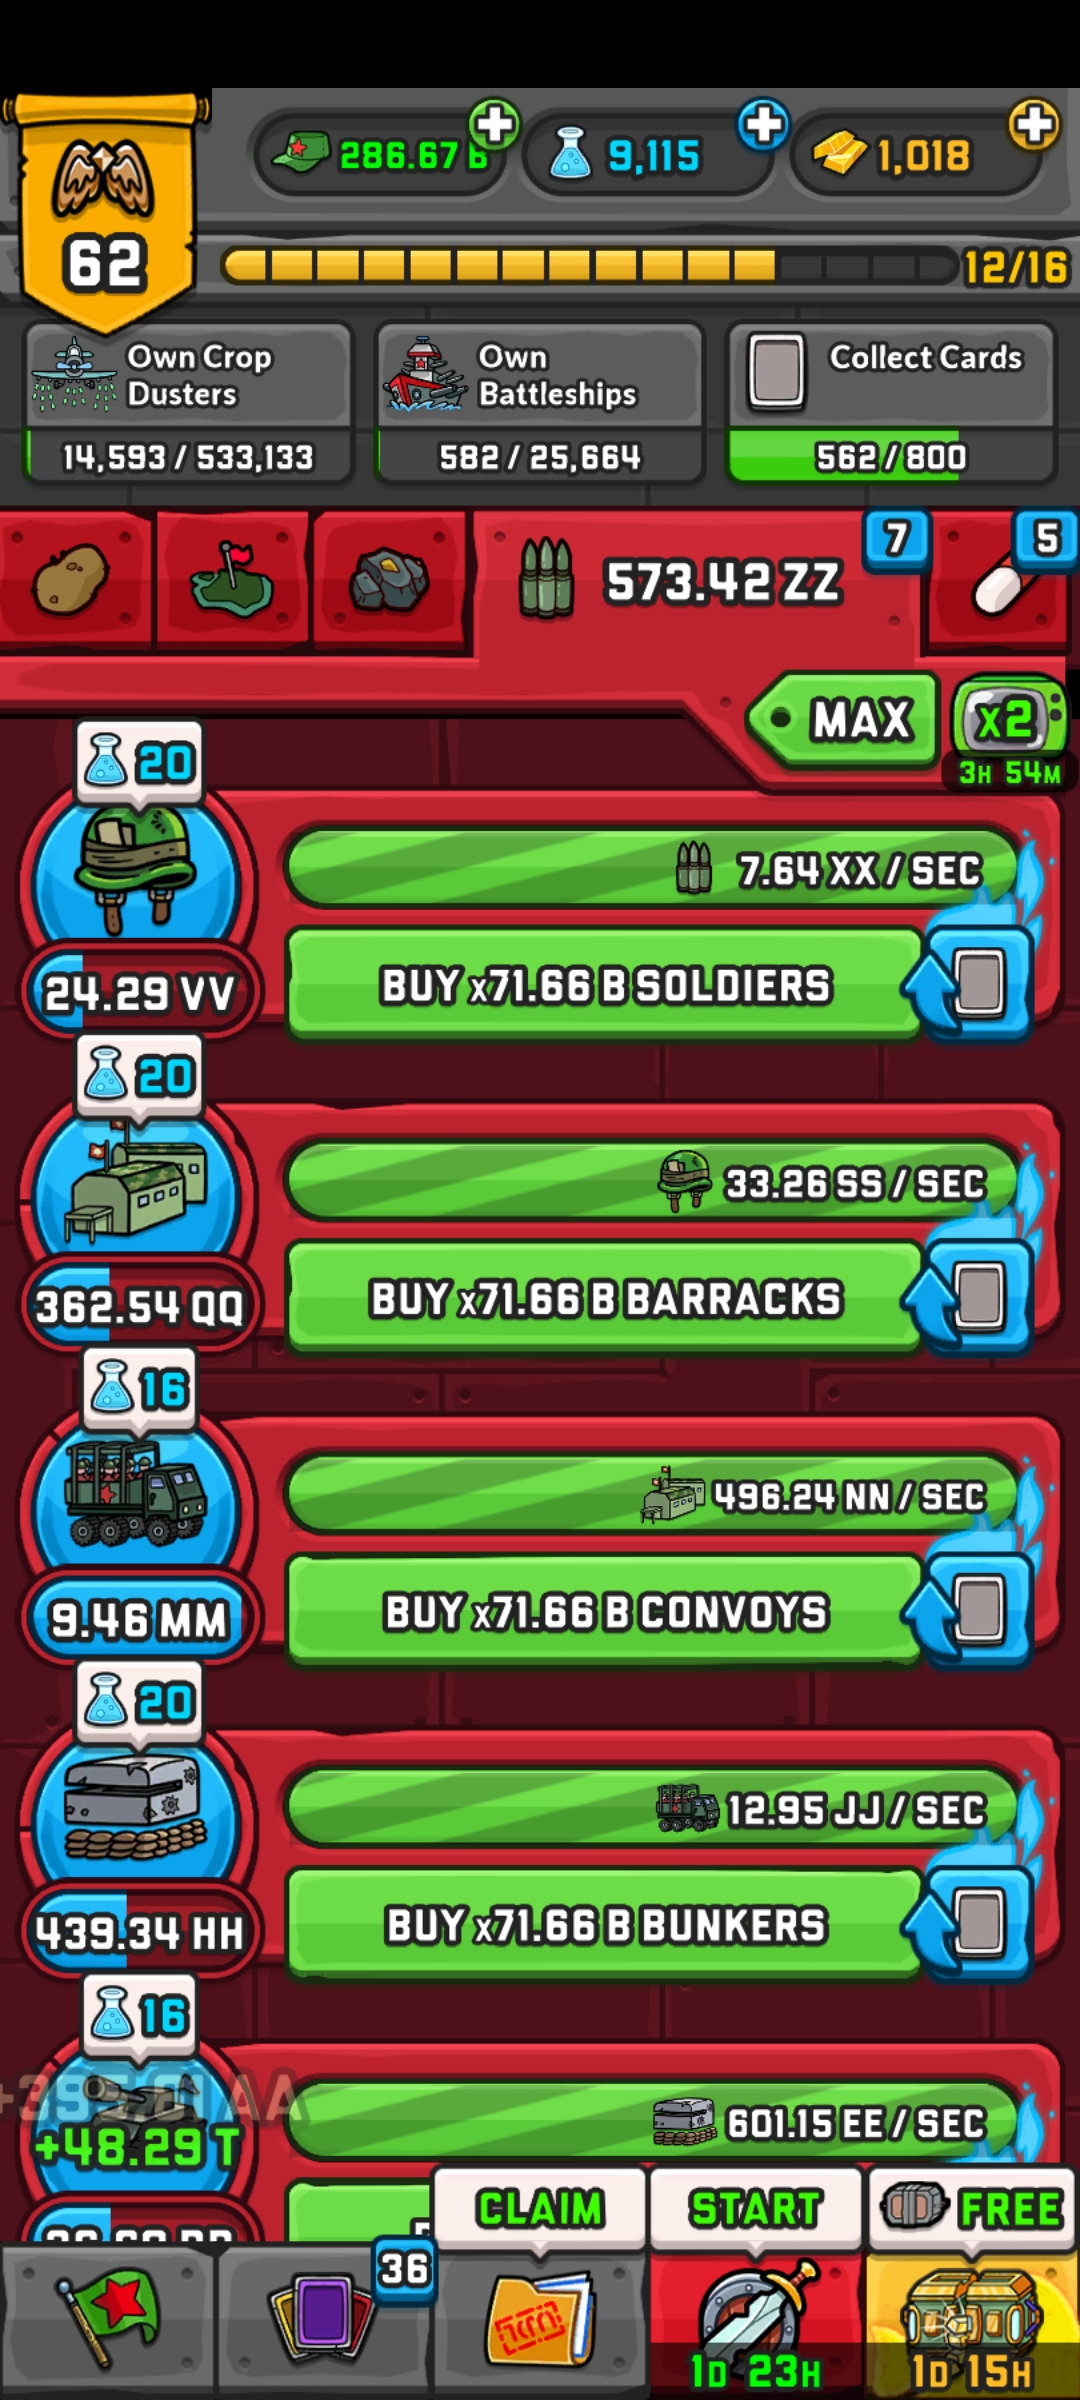 286.67 B
9,115
1,018
62
12/16
Own Crop
Dusters
14,593 / 533,133
Own
Battleships
582 / 25,664
Collect Cards
562 / 800
573.42 ZZ
7
5
MAX
x2
3H 54M
20
7.64 XX / SEC
24.29 VV
BUY x71.66 B SOLDIERS
20
33.26 SS / SEC
362.54 QQ
BUY x71.66 B BARRACKS
16
496.24 NN / SEC
9.46 MM
BUY x71.66 B CONVOYS
20
12.95 JJ / SEC
439.34 HH
BUY x71.66 B BUNKERS
16
601.15 EE / SEC
+48.29 T
CLAIM
START
FREE
36
1D 23H
1D 15H